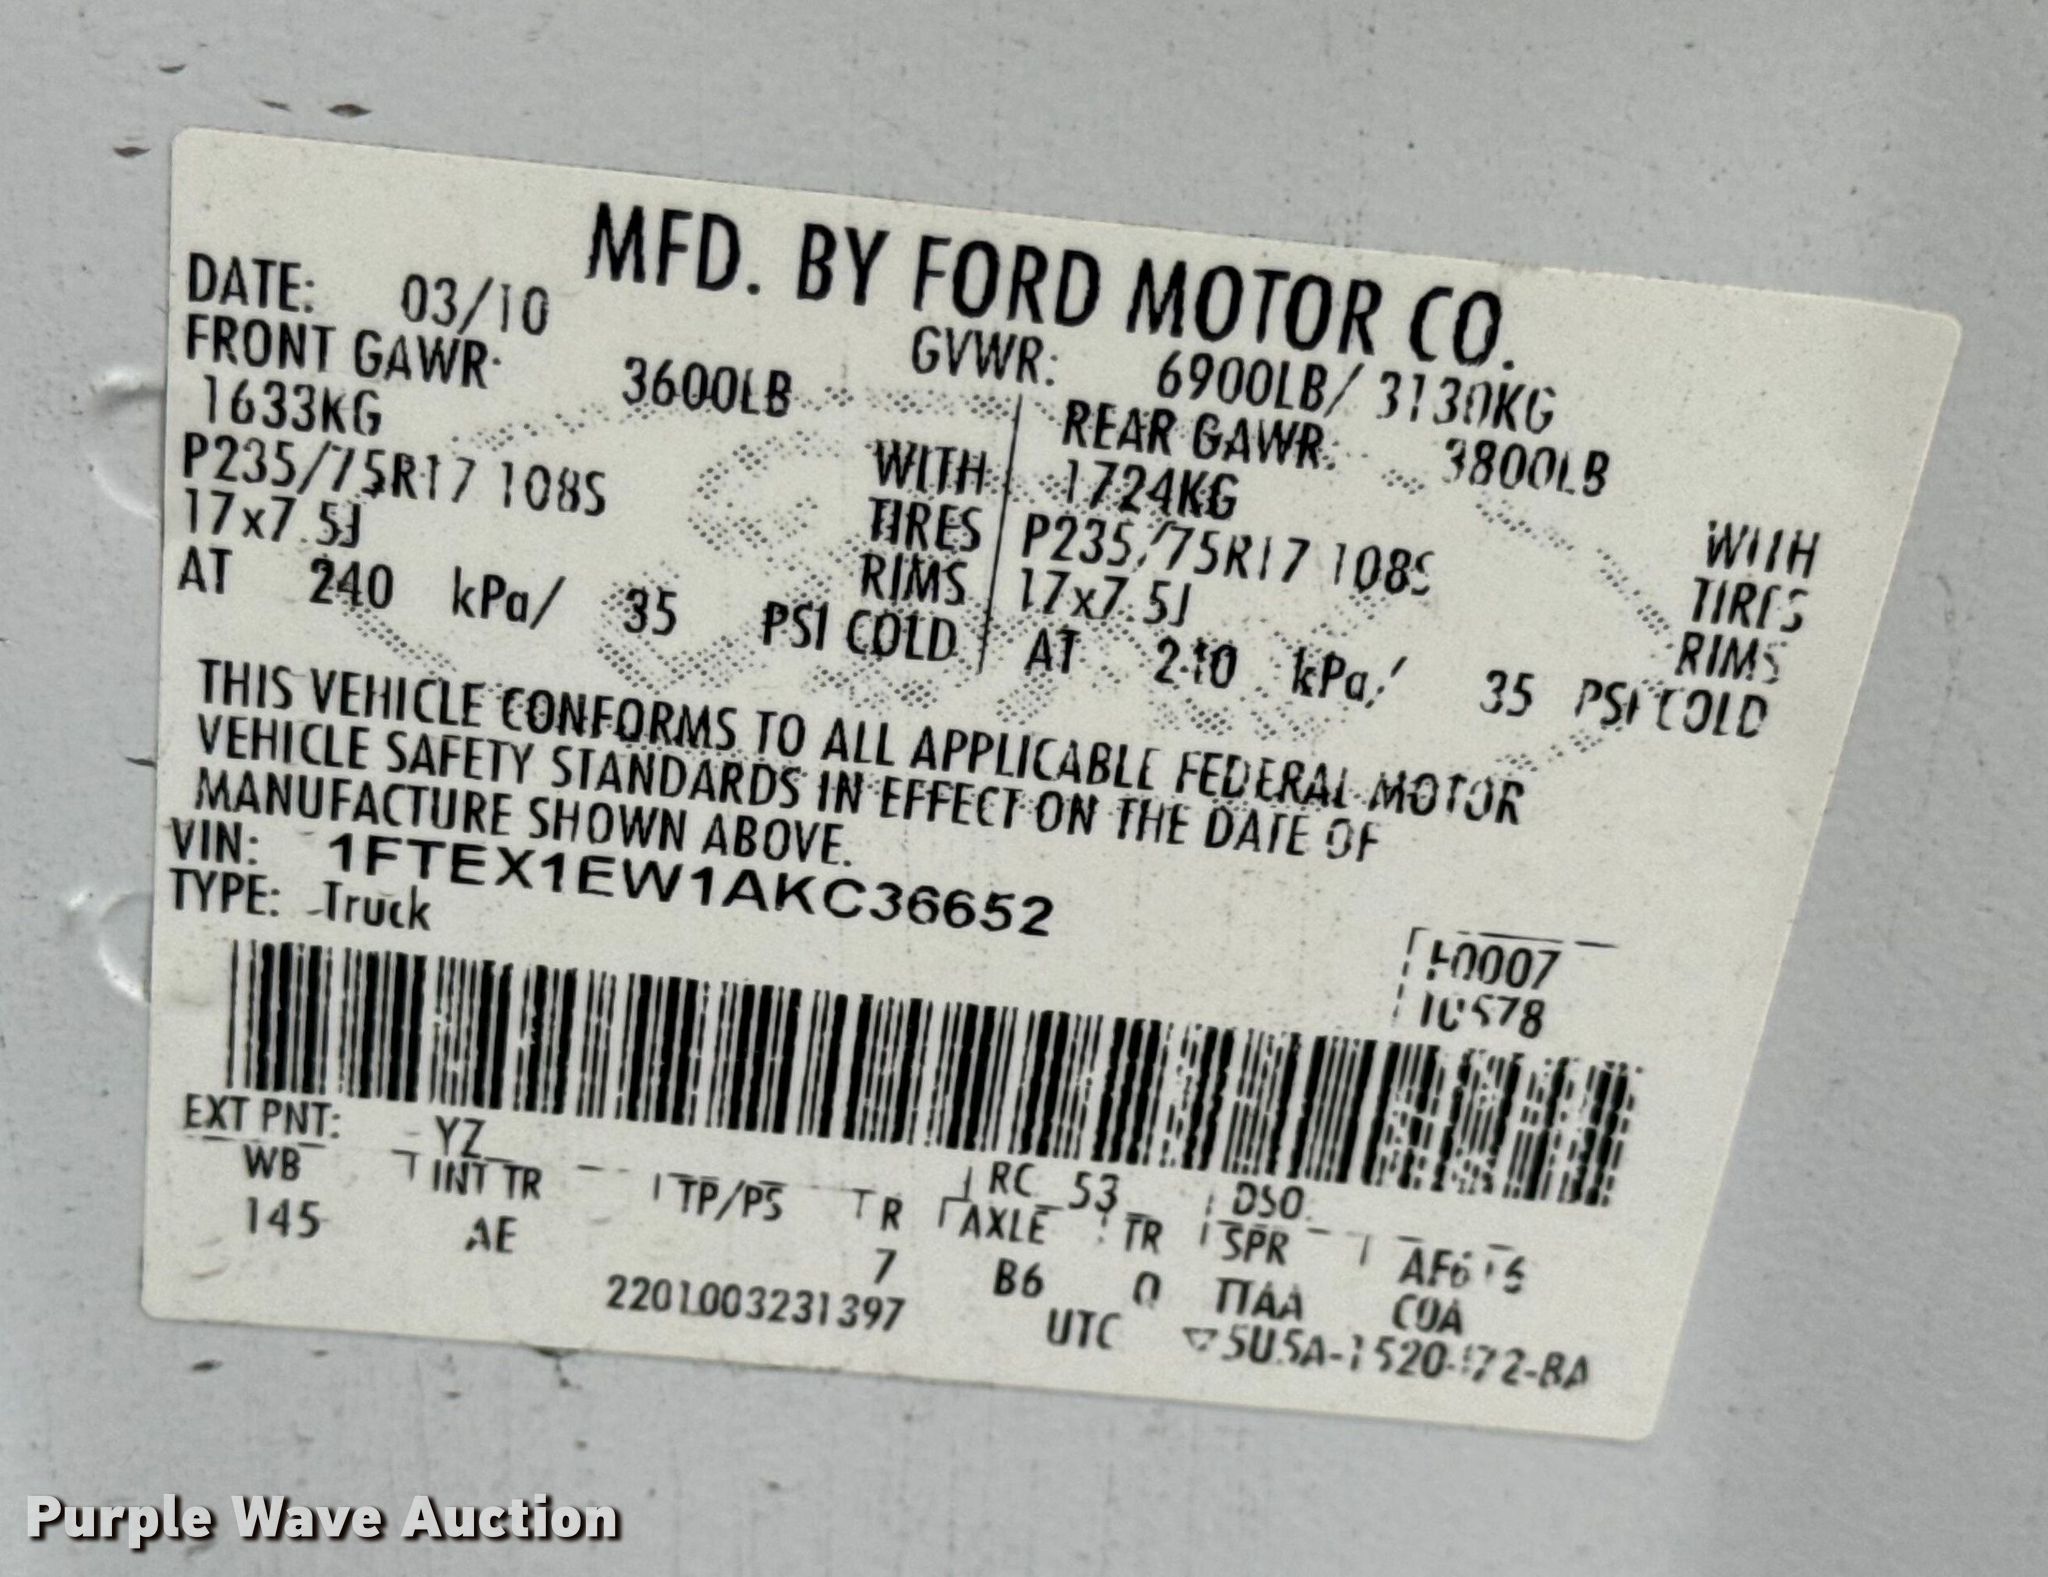 MFD. BY FORD MOTOR CO.
DATE: 03/10 GVWR: 6900LB/ 3130KG
FRONT GAWR: 3600LB REAR GAWR: 3800LB
1633KG WITH 1724KG WITH
P235/75R17 108S TIRES P235/75R17 108S TIRES
17x7.5J RIMS 17x7.5J RIMS
AT 240 kPa/ 35 PSI COLD AT 240 kPa/ 35 PSI COLD
THIS VEHICLE CONFORMS TO ALL APPLICABLE FEDERAL MOTOR
VEHICLE SAFETY STANDARDS IN EFFECT ON THE DATE OF
MANUFACTURE SHOWN ABOVE.
VIN: 1FTEX1EW1AKC36652
TYPE: Truck
EXT PNT: YZ RC 53 DSO
WB INT TR TP/PS R AXLE TR SPR
145 AE 7 B6 0 TTAA COA
2201003231397 UTC
Purple Wave Auction